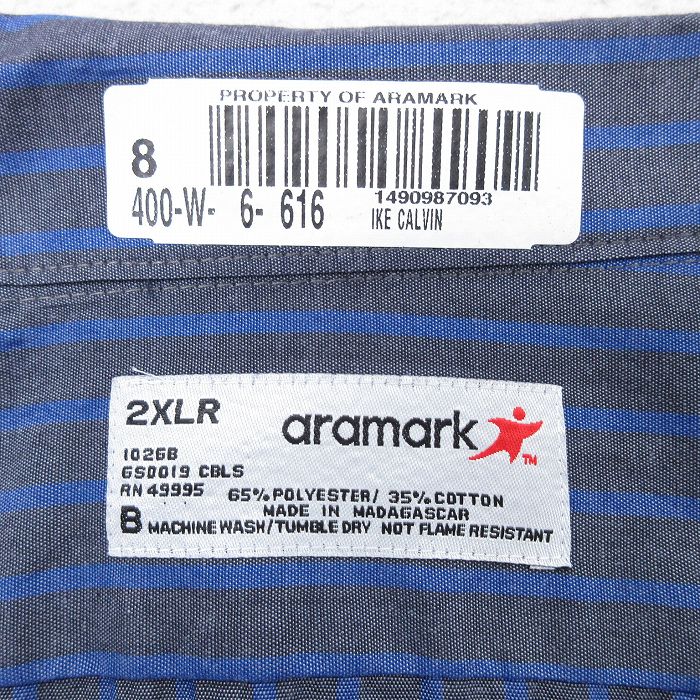 PROPERTY OF ARAMARK
8
1490987093
400-W- 6- 616 IKE CALVIN
2XLR
aramark
TM
102GB
GS0019 CBLS
RN 49995
65% POLYESTER/ 35% COTTON
MADE IN MADAGASCAR
B MACHINE WASH/TUMBLE DRY NOT FLAME RESISTANT